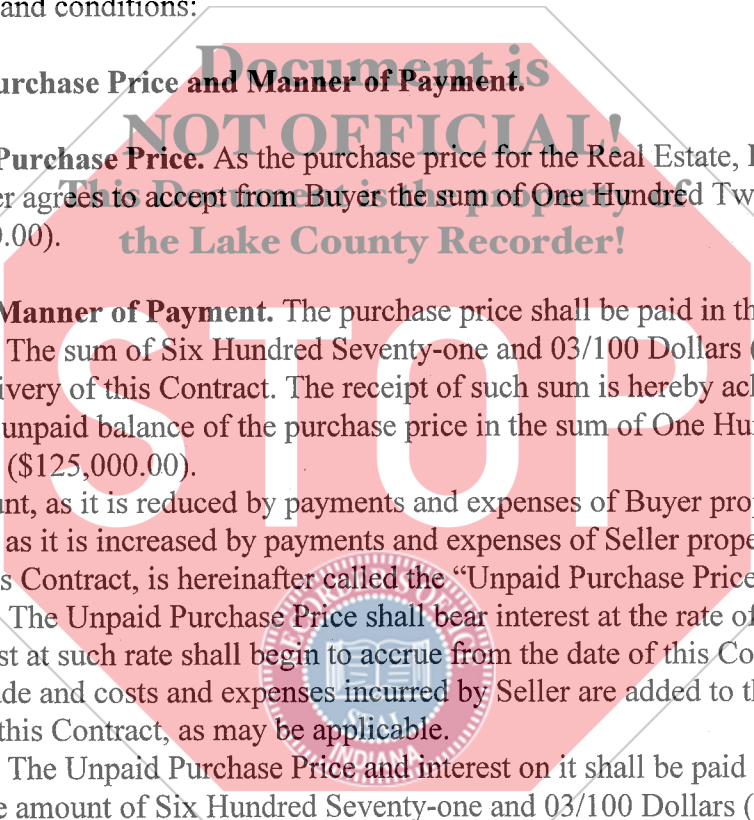 and conditions:
Document is
urchase Price and Manner of Payment.
NOT OFFICIAL!
Purchase Price. As the purchase price for the Real Estate,
This Document is the property of
er agrees to accept from Buyer the sum of One Hundred Tw
0.00).
the Lake County Recorder!
Manner of Payment. The purchase price shall be paid in th
The sum of Six Hundred Seventy-one and 03/100 Dollars (
ivery of this Contract. The receipt of such sum is hereby ac
unpaid balance of the purchase price in the sum of One Hu
($125,000.00).
STOP
unt, as it is reduced by payments and expenses of Buyer prop
as it is increased by payments and expenses of Seller prope
s Contract, is hereinafter called the “Unpaid Purchase Price
The Unpaid Purchase Price shall bear interest at the rate of
st at such rate shall begin to accrue from the date of this Co
de and costs and expenses incurred by Seller are added to th
this Contract, as may be applicable.
RECORDER'S OFFICE
SEAL
INDIANA
The Unpaid Purchase Price and interest on it shall be paid
e amount of Six Hundred Seventy-one and 03/100 Dollars (